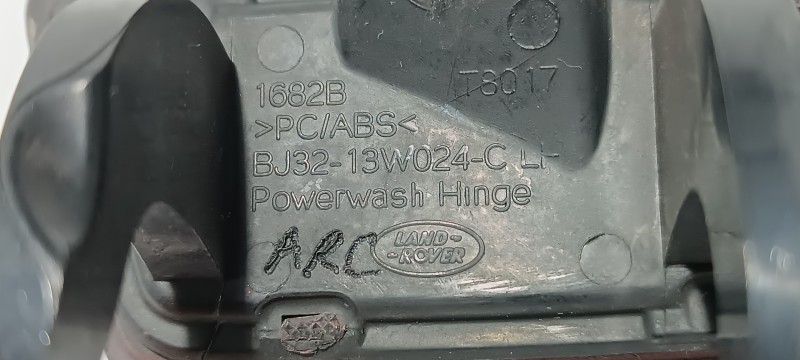 T8017
1682B
>PC/ABS<
BJ32-13W024-C LH
Powerwash Hinge
ARC
LAND-
-ROVER